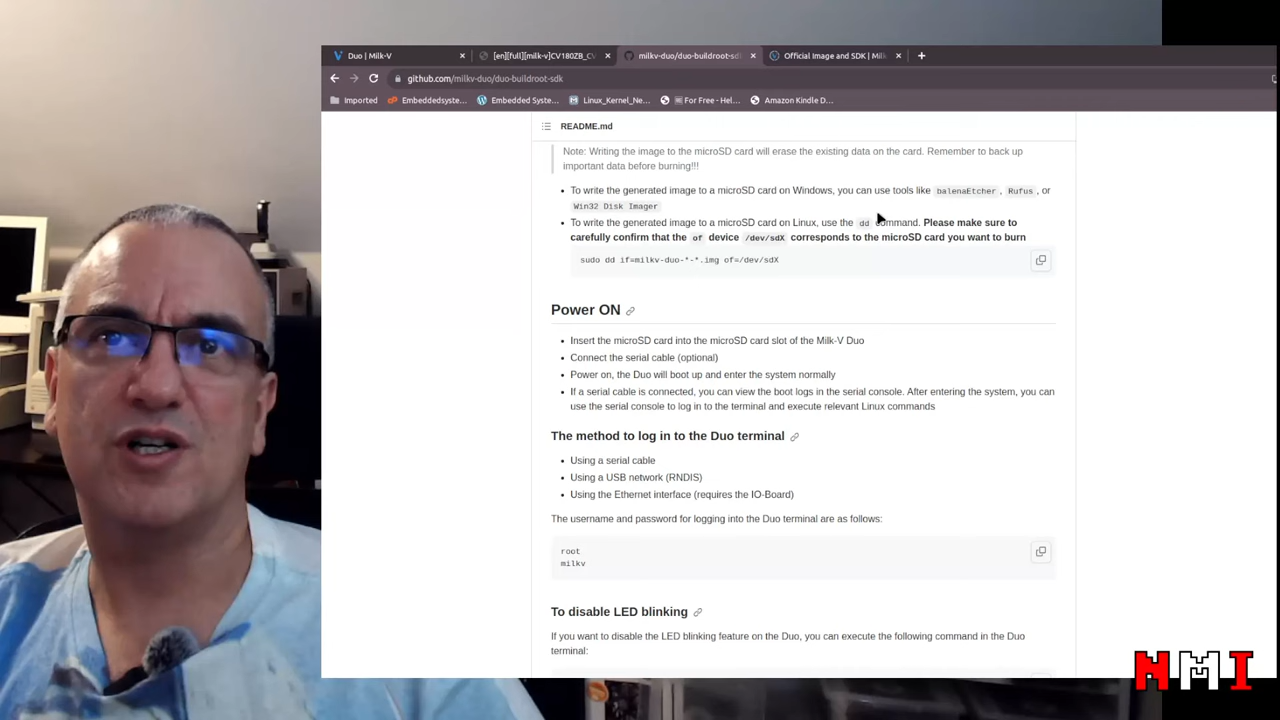 Duo | Milk-V
[en][full][milk-v]CV180ZB_CV
milkv-duo/duo-buildroot-sd
Official Image and SDK | Milk
github.com/milkv-duo/duo-buildroot-sdk
Imported
Embeddedsyste...
Embedded Syste...
Linux_Kernel_Ne...
For Free - Hel...
Amazon Kindle D...
README.md
Note: Writing the image to the microSD card will erase the existing data on the card. Remember to back up
important data before burning!!!
To write the generated image to a microSD card on Windows, you can use tools like balenaEtcher, Rufus, or
Win32 Disk Imager
To write the generated image to a microSD card on Linux, use the dd command. Please make sure to
carefully confirm that the of device /dev/sdX corresponds to the microSD card you want to burn
sudo dd if=milkv-duo-*-*.img of=/dev/sdX
Power ON
Insert the microSD card into the microSD card slot of the Milk-V Duo
Connect the serial cable (optional)
Power on, the Duo will boot up and enter the system normally
If a serial cable is connected, you can view the boot logs in the serial console. After entering the system, you can
use the serial console to log in to the terminal and execute relevant Linux commands
The method to log in to the Duo terminal
Using a serial cable
Using a USB network (RNDIS)
Using the Ethernet interface (requires the IO-Board)
The username and password for logging into the Duo terminal are as follows:
root
milkv
To disable LED blinking
If you want to disable the LED blinking feature on the Duo, you can execute the following command in the Duo
terminal:
NMI